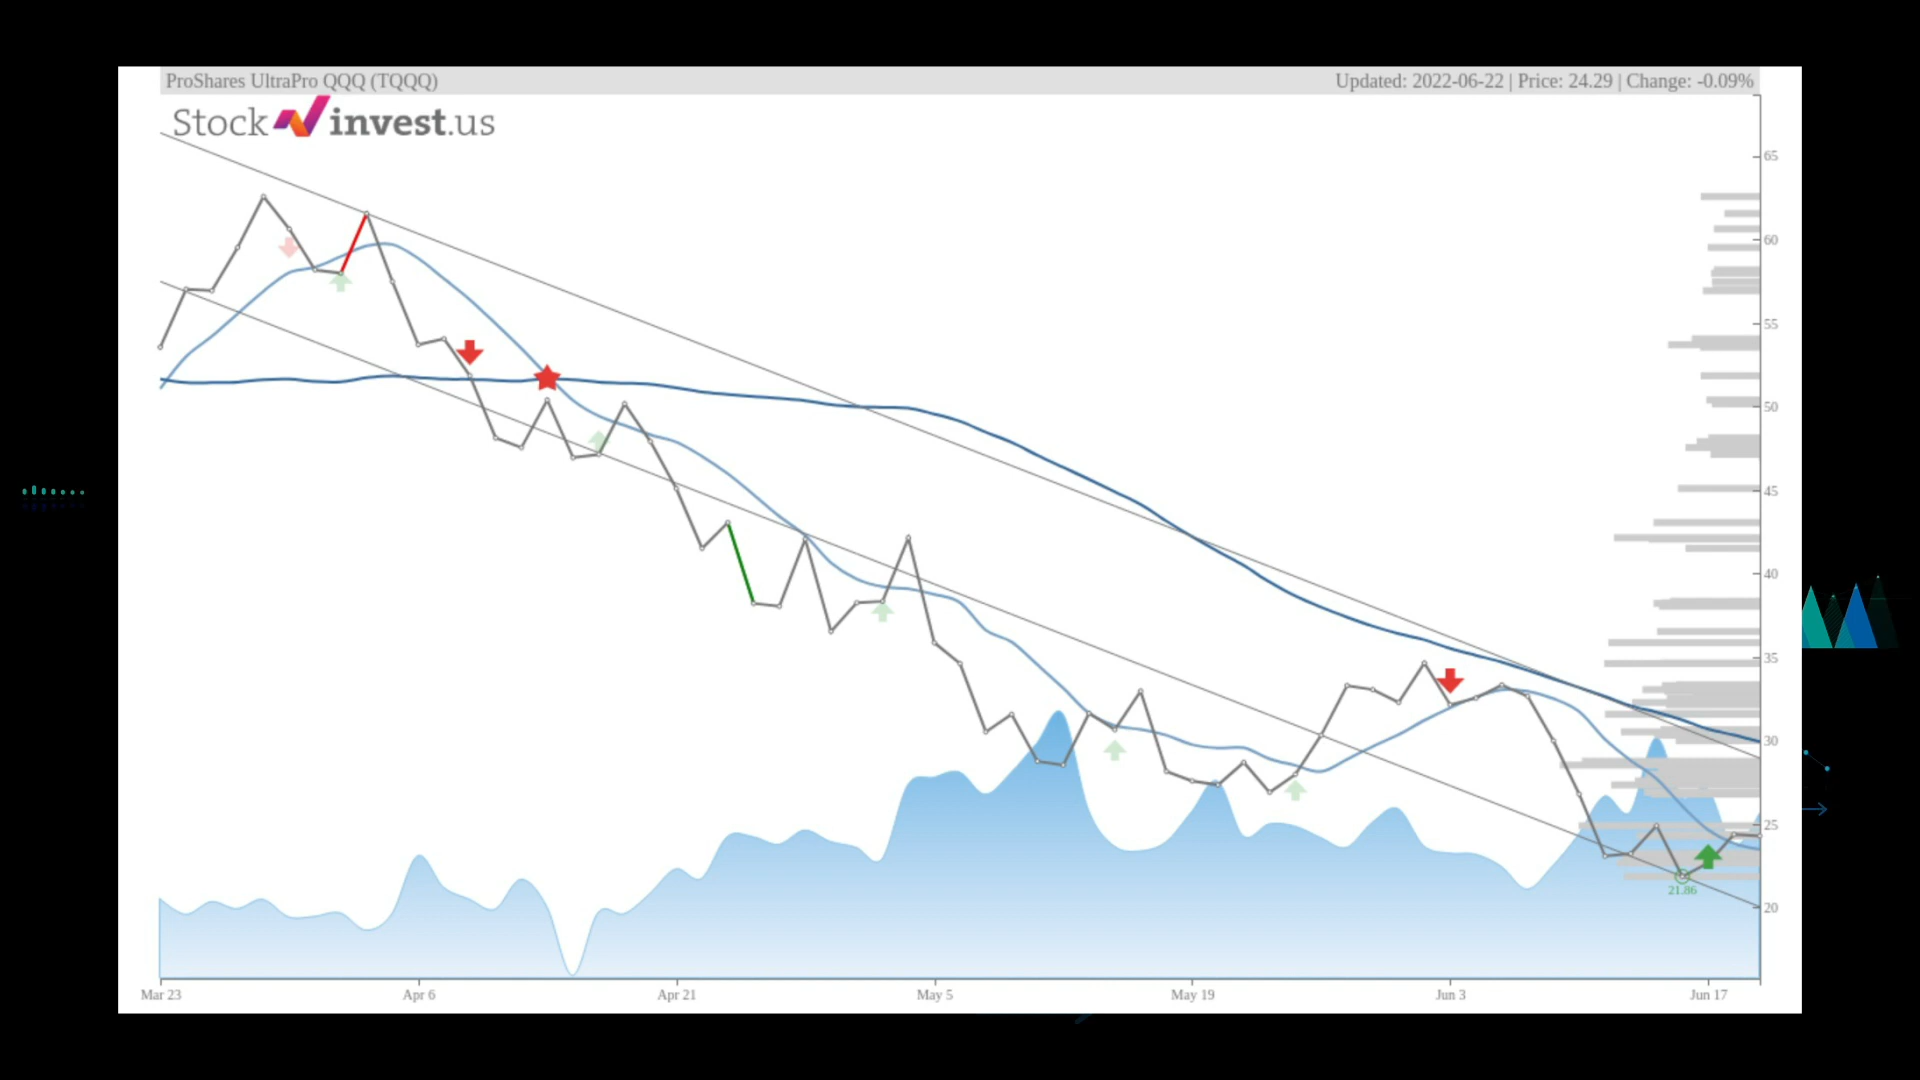 ProShares UltraPro QQQ (TQQQ)
Updated: 2022-06-22 | Price: 24.29 | Change: -0.09%
Stock invest.us
65
60
55
50
45
40
35
30
25
20
21.86
Mar 23
Apr 6
Apr 21
May 5
May 19
Jun 3
Jun 17